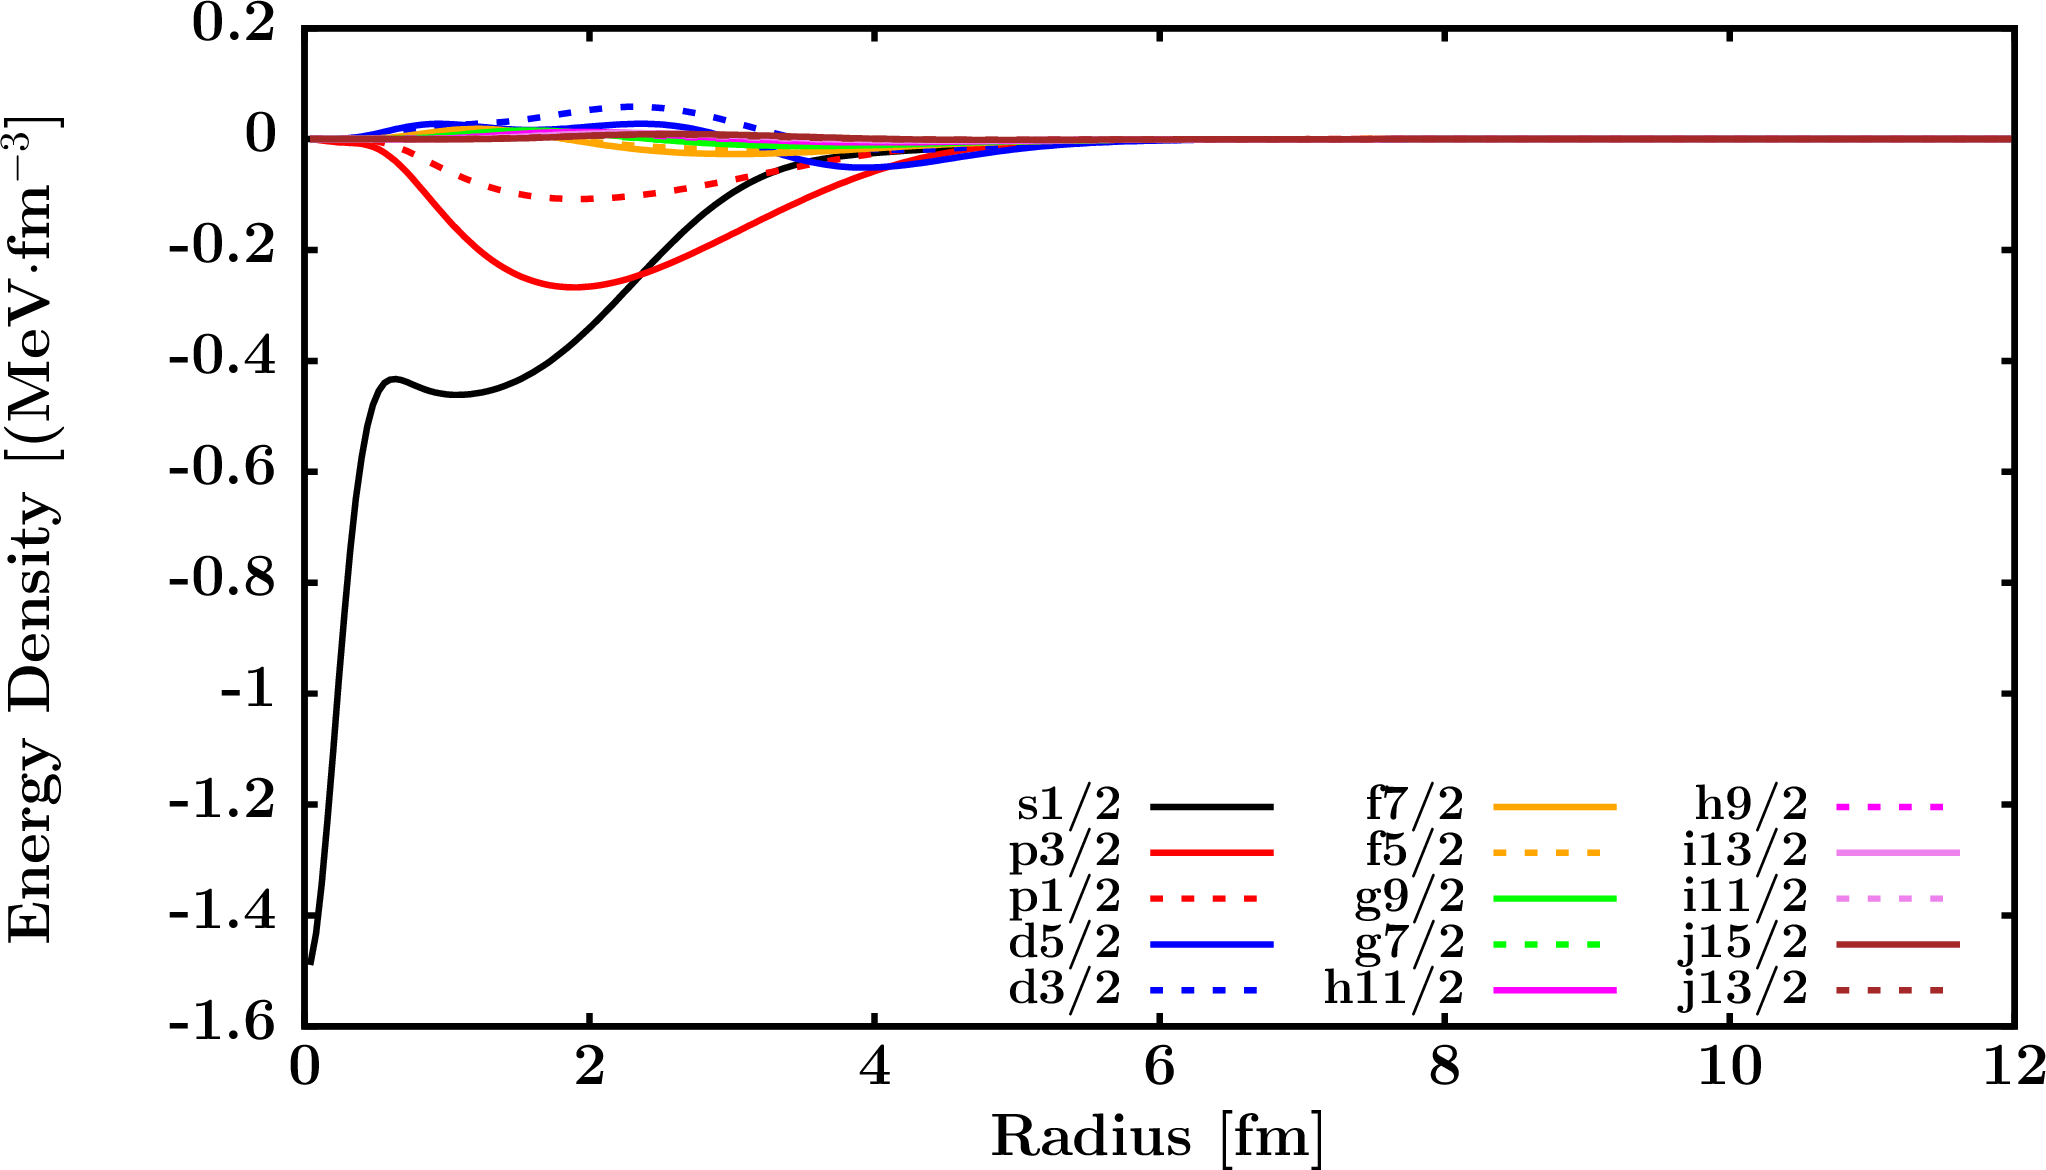 Energy Density [(MeV·fm⁻³]
0.2
0
-0.2
-0.4
-0.6
-0.8
-1
-1.2
-1.4
-1.6
s1/2 f7/2 h9/2
p3/2 f5/2 i13/2
p1/2 g9/2 i11/2
d5/2 g7/2 j15/2
d3/2 h11/2 j13/2
0 2 4 6 8 10 12
Radius [fm]